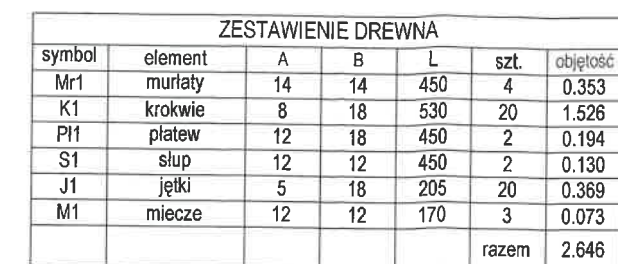 ZESTAWIENIE DREWNA
symbol element A B L szt. objętość
Mr1 murłaty 14 14 450 4 0.353
K1 krokwie 8 18 530 20 1.526
Pł1 płatew 12 18 450 2 0.194
S1 słup 12 12 450 2 0.130
J1 jętki 5 18 205 20 0.369
M1 miecze 12 12 170 3 0.073
razem 2.646